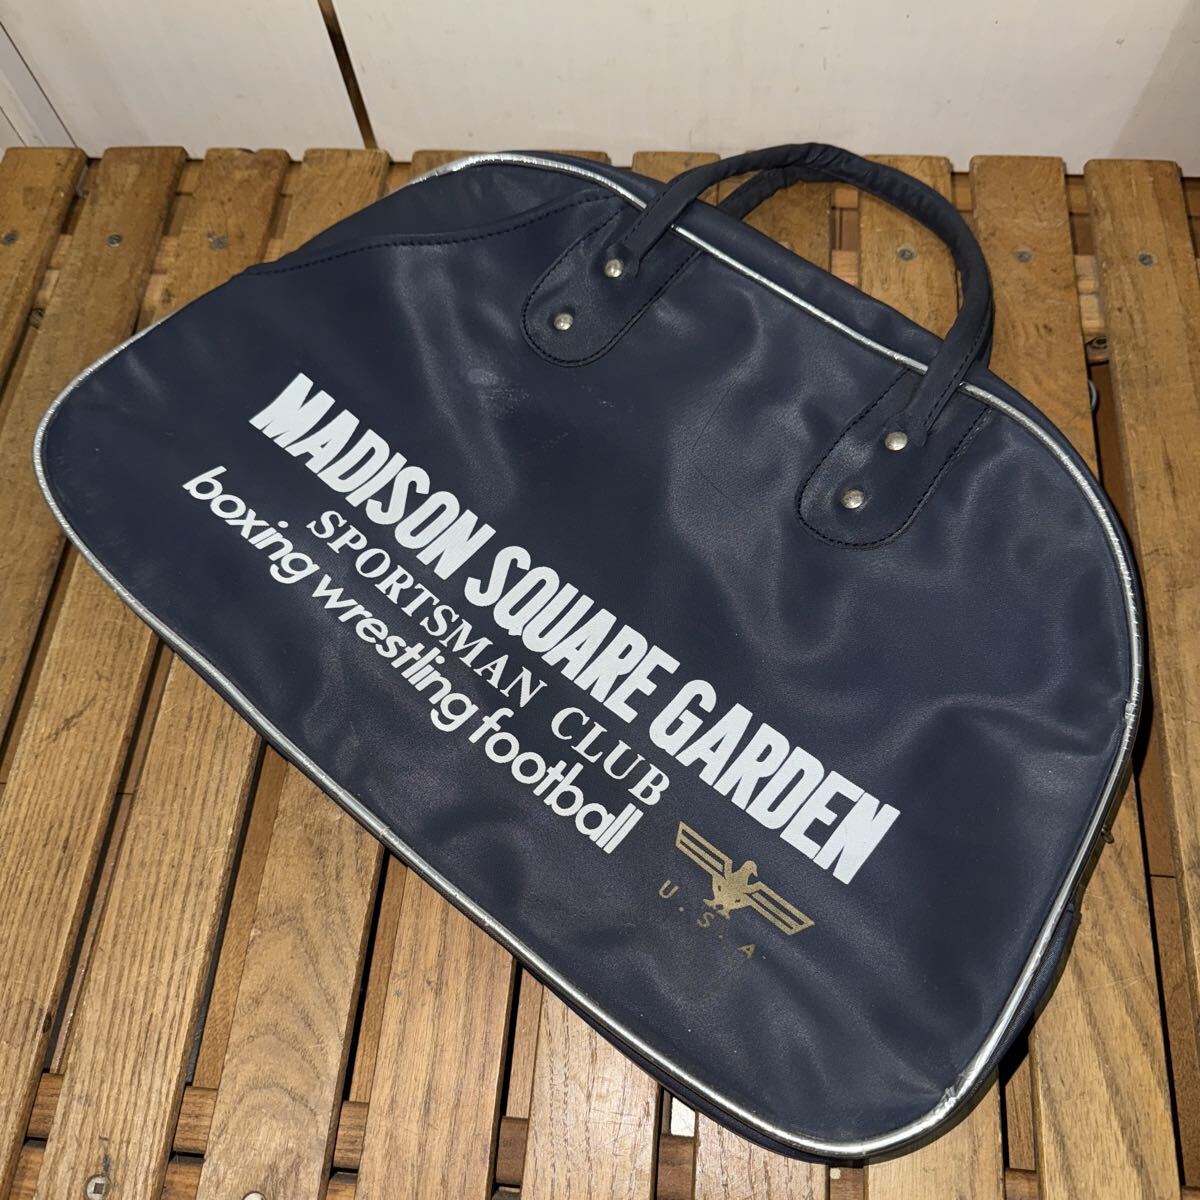 MADISON SQUARE GARDEN
SPORTSMAN CLUB
boxing wrestling football
U.S.A